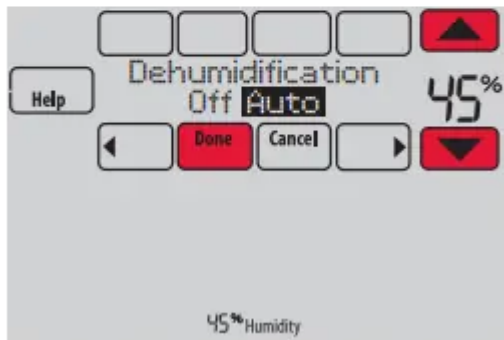 Dehumidification
Help
Off Auto
45%
Done
Cancel
45% Humidity